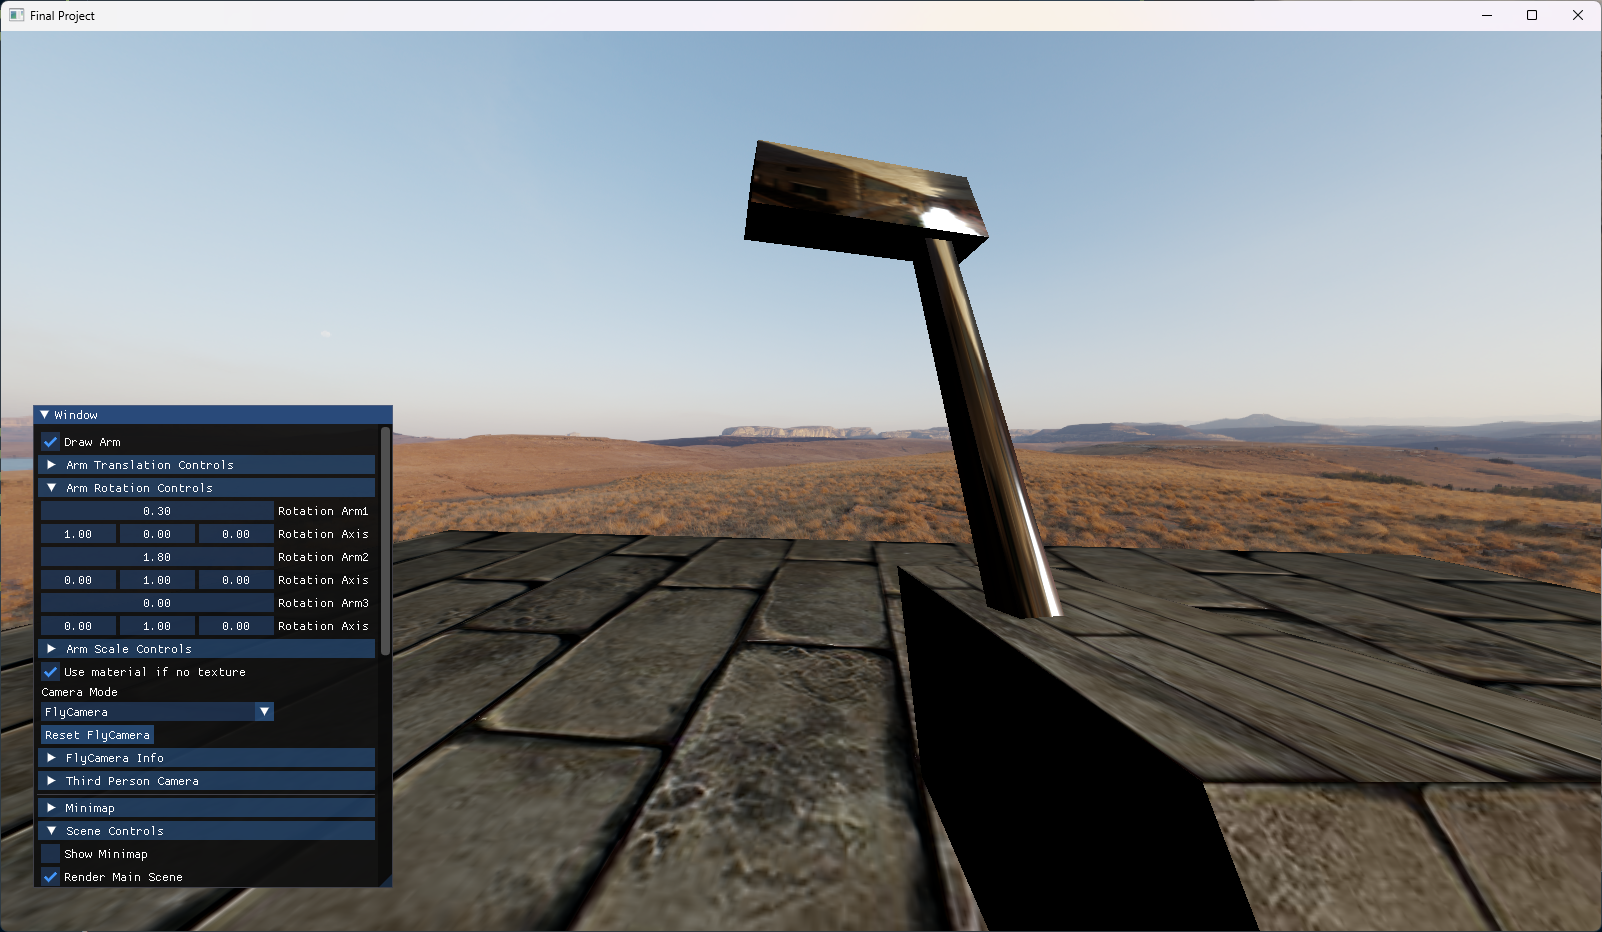 Final Project
Window
Draw Arm
Arm Translation Controls
Arm Rotation Controls
0.30 Rotation Arm1
1.00 0.00 0.00 Rotation Axis
1.80 Rotation Arm2
0.00 1.00 0.00 Rotation Axis
0.00 Rotation Arm3
0.00 1.00 0.00 Rotation Axis
Arm Scale Controls
Use material if no texture
Camera Mode
FlyCamera
Reset FlyCamera
FlyCamera Info
Third Person Camera
Minimap
Scene Controls
Show Minimap
Render Main Scene